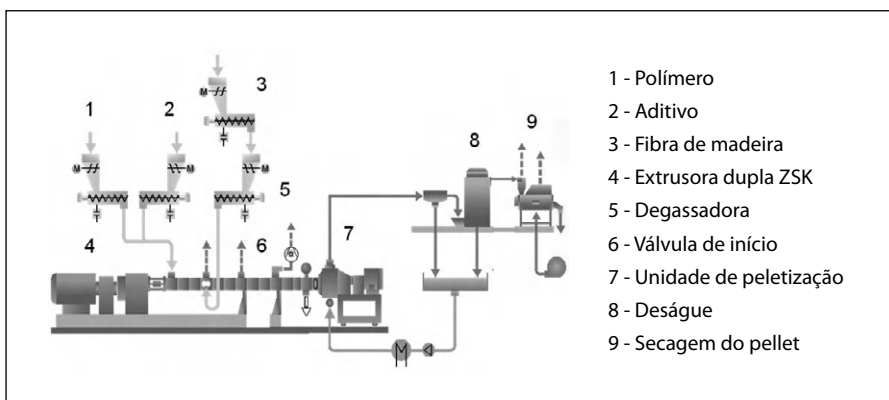 3
1
2
M
8
9
M
M
5
4
6
7
M
1 - Polímero
2 - Aditivo
3 - Fibra de madeira
4 - Extrusora dupla ZSK
5 - Degassadora
6 - Válvula de início
7 - Unidade de peletização
8 - Deságue
9 - Secagem do pellet